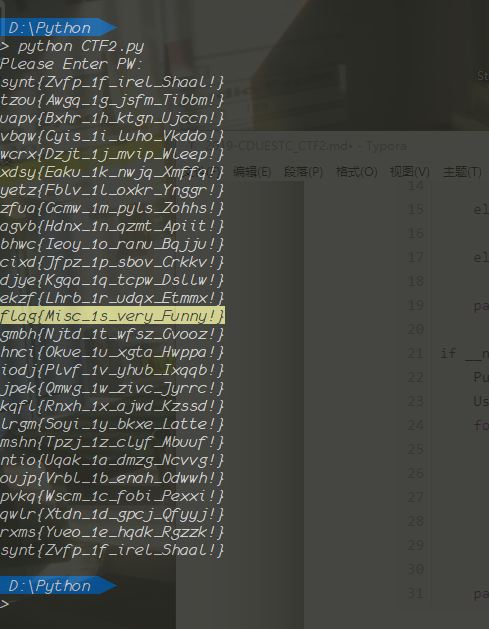 D:\Python
> python CTF2.py
Please Enter PW:
synt{Zvfp_1f_irel_Shaal!}
tzou{Awgq_1g_jsfm_Tibbm!}
uapv{Bxhr_1h_ktgn_Ujccn!}
vbqw{Cyis_1i_luho_Vkddo!}
wcrx{Dzjt_1j_mvip_Wleep!}
xdsy{Eaku_1k_nwjq_Xmffq!}
yetz{Fblv_1l_oxkr_Ynggr!}
zfua{Gcmw_1m_pyls_Zohhs!}
agvb{Hdnx_1n_qzmt_Apiit!}
bhwc{Ieoy_1o_ranu_Bqjju!}
cixd{Jfpz_1p_sbov_Crkkv!}
djye{Kgqa_1q_tcpw_Dsllw!}
ekzf{Lhrb_1r_udqx_Etmmx!}
flag{Misc_1s_very_Funny!}
gmbh{Njtd_1t_wfsz_Gvooz!}
hnci{Okue_1u_xgta_Hwppa!}
iodj{Plvf_1v_yhub_Ixqqb!}
jpek{Qmwg_1w_zivc_Jyrrc!}
kqfl{Rnxh_1x_ajwd_Kzssd!}
lrgm{Soyi_1y_bkxe_Latte!}
mshn{Tpzj_1z_clyf_Mbuuf!}
ntio{Uqak_1a_dmzg_Ncvvg!}
oujp{Vrbl_1b_enah_Odwwh!}
pvkq{Wscm_1c_fobi_Pexxi!}
qwlr{Xtdn_1d_gpcj_Qfyyj!}
rxms{Yueo_1e_hqdk_Rgzzk!}
synt{Zvfp_1f_irel_Shaal!}
D:\Python
>
St
9-CDUESTC_CTF2.md• - Typora
编辑(E) 段落(P) 格式(O) 视图(V) 主题(T)
14
15 el
16
17 el
18
19 pa
20
21 if __n
22 Pu
23 Us
24 fo
25
26
27
28
29
30
31 pa